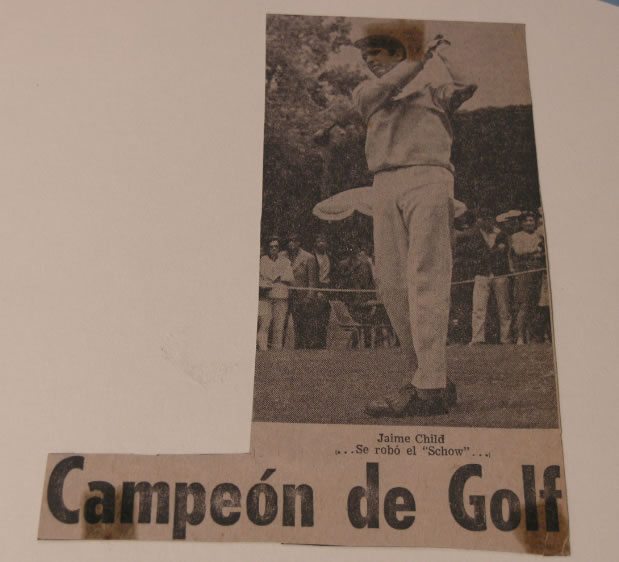 Jaime Child
(...Se robó el "Schow"...)
Campeón de Golf